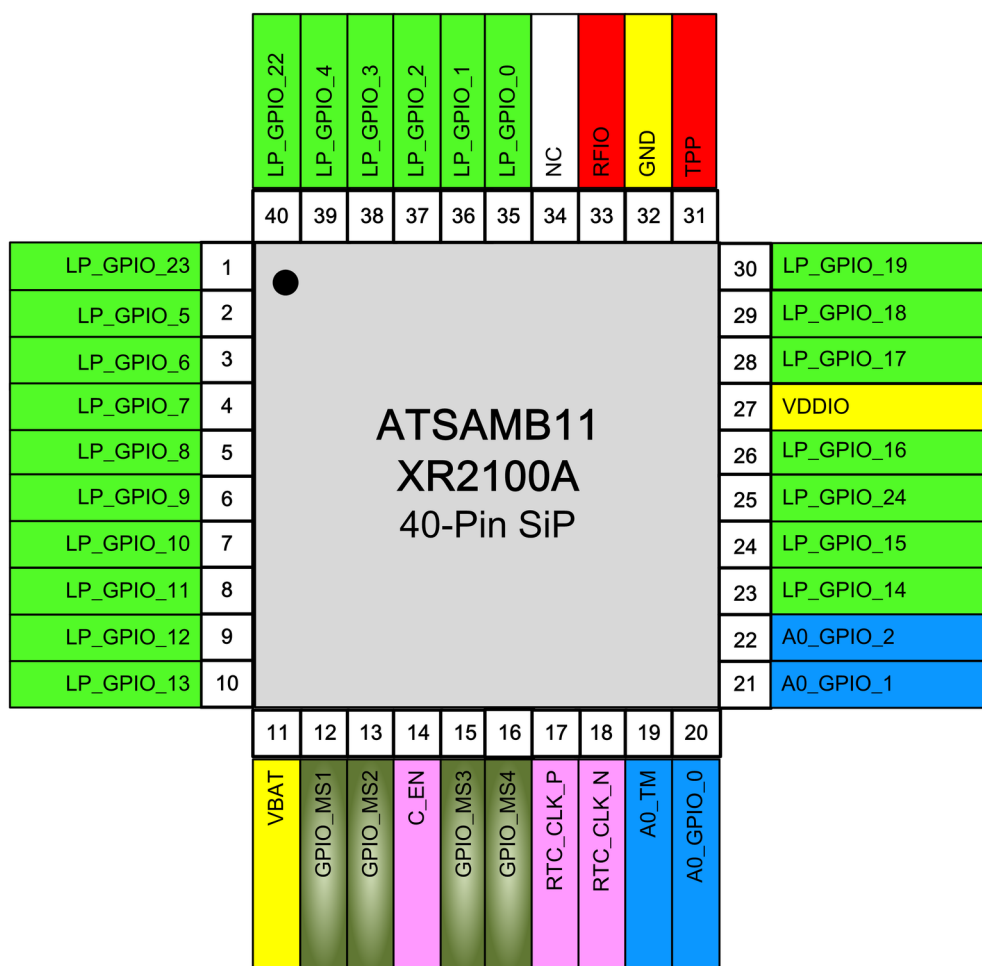 LP_GPIO_22
LP_GPIO_4
LP_GPIO_3
LP_GPIO_2
LP_GPIO_1
LP_GPIO_0
NC
RFIO
GND
TPP
40 39 38 37 36 35 34 33 32 31
LP_GPIO_23 1
LP_GPIO_5 2
LP_GPIO_6 3
LP_GPIO_7 4
LP_GPIO_8 5
LP_GPIO_9 6
LP_GPIO_10 7
LP_GPIO_11 8
LP_GPIO_12 9
LP_GPIO_13 10
ATSAMB11
XR2100A
40-Pin SiP
30 LP_GPIO_19
29 LP_GPIO_18
28 LP_GPIO_17
27 VDDIO
26 LP_GPIO_16
25 LP_GPIO_24
24 LP_GPIO_15
23 LP_GPIO_14
22 A0_GPIO_2
21 A0_GPIO_1
11 12 13 14 15 16 17 18 19 20
VBAT
GPIO_MS1
GPIO_MS2
C_EN
GPIO_MS3
GPIO_MS4
RTC_CLK_P
RTC_CLK_N
A0_TM
A0_GPIO_0